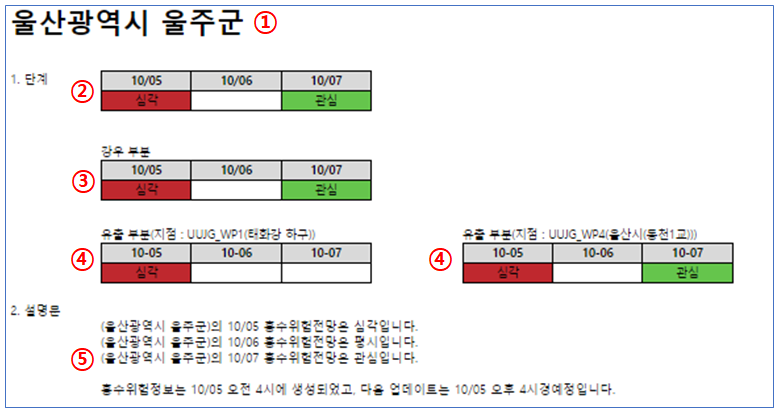 울산광역시 울주군 ①
1. 단계
② 10/05 10/06 10/07
심각 관심
강우 부분
③ 10/05 10/06 10/07
심각 관심
유출 부분(지점 : UUJG_WP1(태화강 하구))
④ 10-05 10-06 10-07
심각
유출 부분(지점 : UUJG_WP4(울산시(동천1교)))
④ 10-05 10-06 10-07
심각 관심
2. 설명문
(울산광역시 울주군)의 10/05 홍수위험전망은 심각입니다.
(울산광역시 울주군)의 10/06 홍수위험전망은 평시입니다.
⑤ (울산광역시 울주군)의 10/07 홍수위험전망은 관심입니다.
홍수위험정보는 10/05 오전 4시에 생성되었고, 다음 업데이트는 10/05 오후 4시경예정입니다.